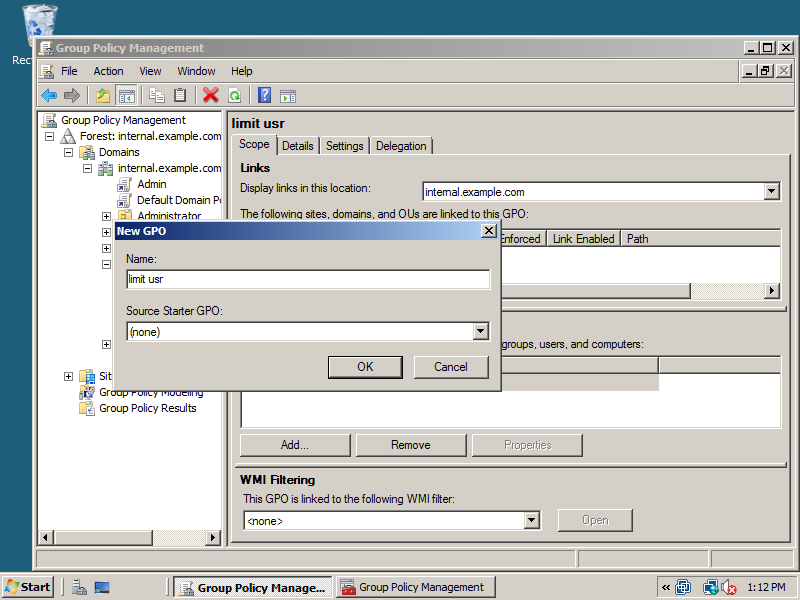 Rec
Group Policy Management
File Action View Window Help
Group Policy Management
Forest: internal.example.com
Domains
internal.example.com
Admin
Default Domain Po
Administrator
Sit
Group Policy Modeling
Group Policy Results
limit usr
Scope Details Settings Delegation
Links
Display links in this location: internal.example.com
The following sites, domains, and OUs are linked to this GPO:
Enforced Link Enabled Path
groups, users, and computers:
Add... Remove Properties
WMI Filtering
This GPO is linked to the following WMI filter:
<none> Open
New GPO
Name:
limit usr
Source Starter GPO:
(none)
OK Cancel
Start Group Policy Manage... Group Policy Management « 1:12 PM